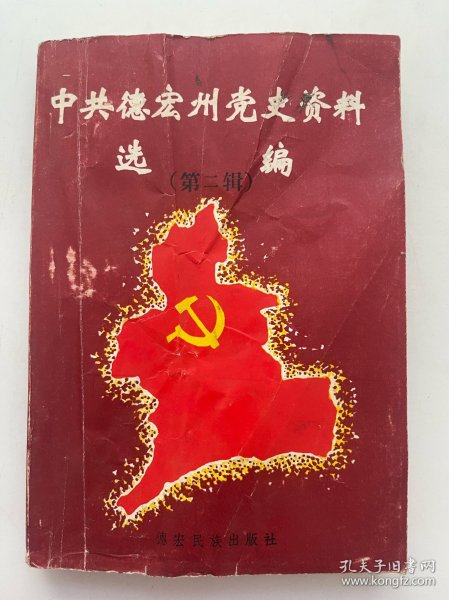 中共德宏州党史资料
选编
(第二辑)
德宏民族出版社
孔夫子旧书网
www.kongfz.com